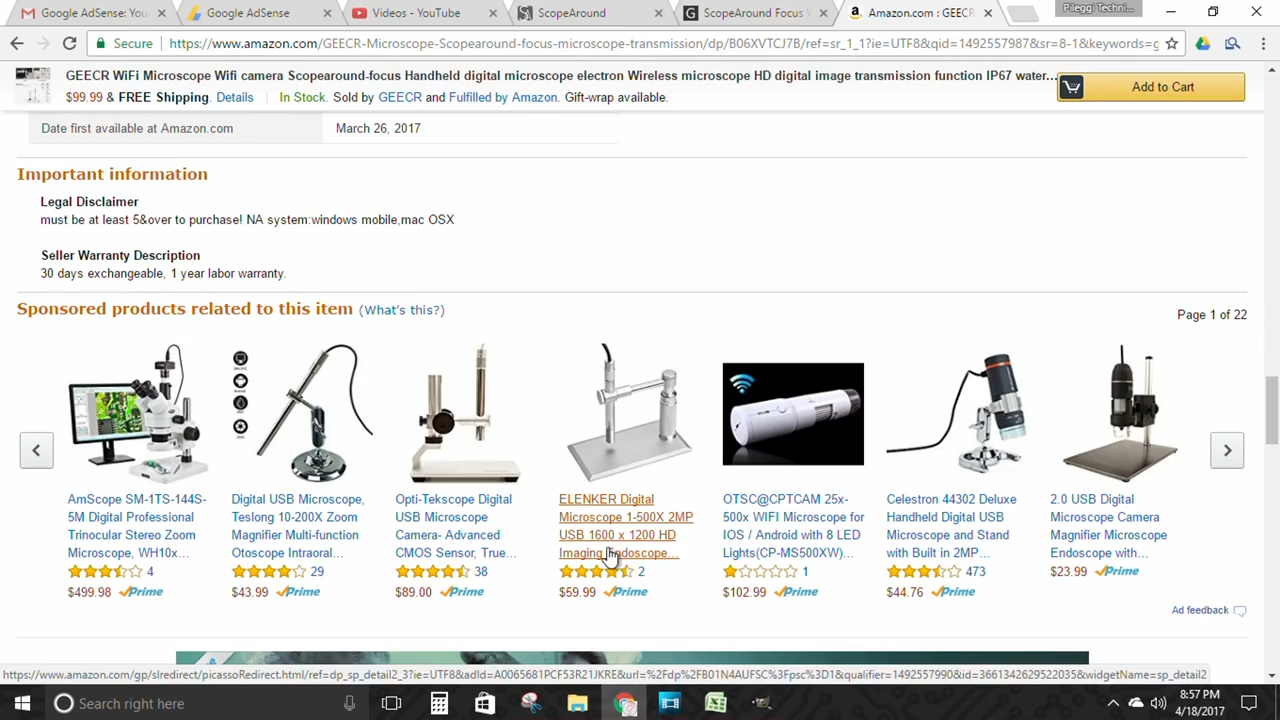 Google AdSense: You
Google AdSense
Videos - YouTube
ScopeAround
ScopeAround Focus W
Amazon.com : GEECR
Pileggi Techni...
Secure
https://www.amazon.com/GEECR-Microscope-Scopearound-focus-microscope-transmission/dp/B06XVTCJ7B/ref=sr_1_1?ie=UTF8&qid=1492557987&sr=8-1&keywords=g
GEECR WiFi Microscope Wifi camera Scopearound-focus Handheld digital microscope electron Wireless microscope HD digital image transmission function IP67 water...
$99.99 & FREE Shipping. Details
In Stock. Sold by GEECR and Fulfilled by Amazon. Gift-wrap available.
Add to Cart
Date first available at Amazon.com
March 26, 2017
Important information
Legal Disclaimer
must be at least 5&over to purchase! NA system:windows mobile,mac OSX
Seller Warranty Description
30 days exchangeable, 1 year labor warranty.
Sponsored products related to this item (What's this?)
Page 1 of 22
AmScope SM-1TS-144S-
5M Digital Professional
Trinocular Stereo Zoom
Microscope, WH10x...
4
$499.98 Prime
Digital USB Microscope,
Teslong 10-200X Zoom
Magnifier Multi-function
Otoscope Intraoral...
29
$43.99 Prime
Opti-Tekscope Digital
USB Microscope
Camera- Advanced
CMOS Sensor, True...
38
$89.00 Prime
ELENKER Digital
Microscope 1-500X 2MP
USB 1600 x 1200 HD
Imaging Endoscope...
2
$59.99 Prime
OTSC@CPTCAM 25x-
500x WIFI Microscope for
IOS / Android with 8 LED
Lights(CP-MS500XW)...
1
$102.99 Prime
Celestron 44302 Deluxe
Handheld Digital USB
Microscope and Stand
with Built in 2MP...
473
$44.76 Prime
2.0 USB Digital
Microscope Camera
Magnifier Microscope
Endoscope with...
$23.99 Prime
Ad feedback
https://www.amazon.com/gp/slredirect/picassoRedirect.html/ref=dp_sp_detail2_3?ie=UTF8&adId=A0065681PCF53R21JKRE&url=%2Fdp%2FB01N4AUFSC%2Fpsc%3D1&qualifier=1492557990&id=3661342629522035&widgetName=sp_detail2
Search right here
8:57 PM
4/18/2017